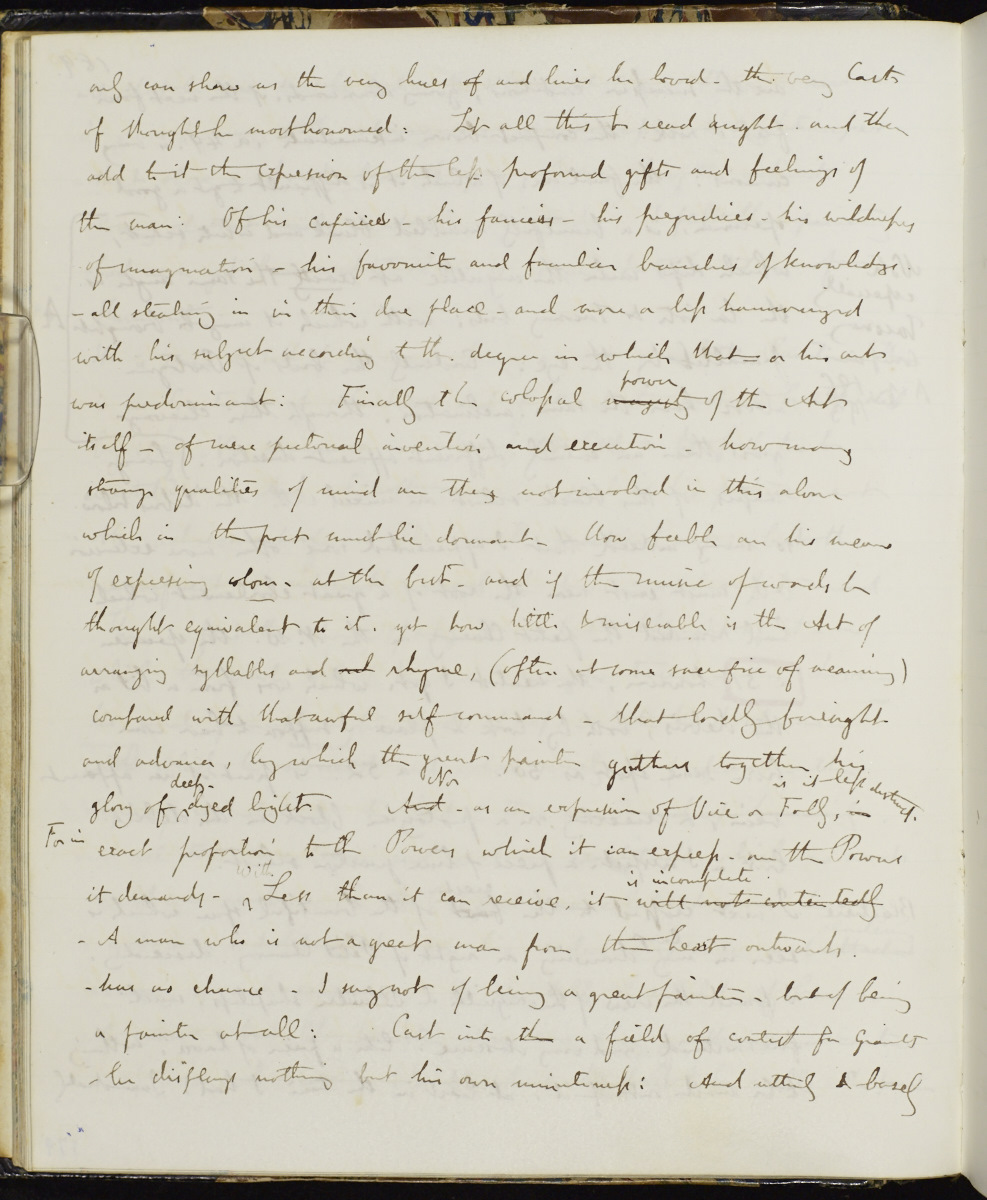 only can show us the very hues of and lines he loved - the very Cast
of thought he most honoured : Let all this be read aright . and then
add to it the expression of the less profound gifts and feelings of
the man : Of his caprices - his fancies - his prejudices - his wildnesses
of imagination - his favourite and familiar branches of knowledge .
- all stealing in in their due place - and more or less harmonized
with his subject according to the degree in which that - or his art
was predominant : Finally the colossal majesty power of the Art
itself - of mere pictorial invention and execution - how many
strange qualities of mind are there not involved in this alone
which in the poet must lie dormant - How feeble are his means
of expressing colour - at the best - and if the music of words be
thought equivalent to it . yet how little & miserable is the Art of
arranging syllables and rhyme , (often at some sacrifice of meaning)
compared with that awful self command - that lordly foresight
and advance , by which the great painter gathers together his
glory of deep - dyed light And Nor - as an expression of Vice or Folly , in is it less distinct .
For in exact proportion to the Powers which it can express - are the Powers
it demands - With Less than it can receive , it will not contentedly is incomplete .
- A man who is not a great man from the heart outwards .
- has no chance - I say not of being a great painter - but of being
a painter at all : Cast into the a field of contest for Giants
- he displays nothing but his own minuteness : And utterly & basely